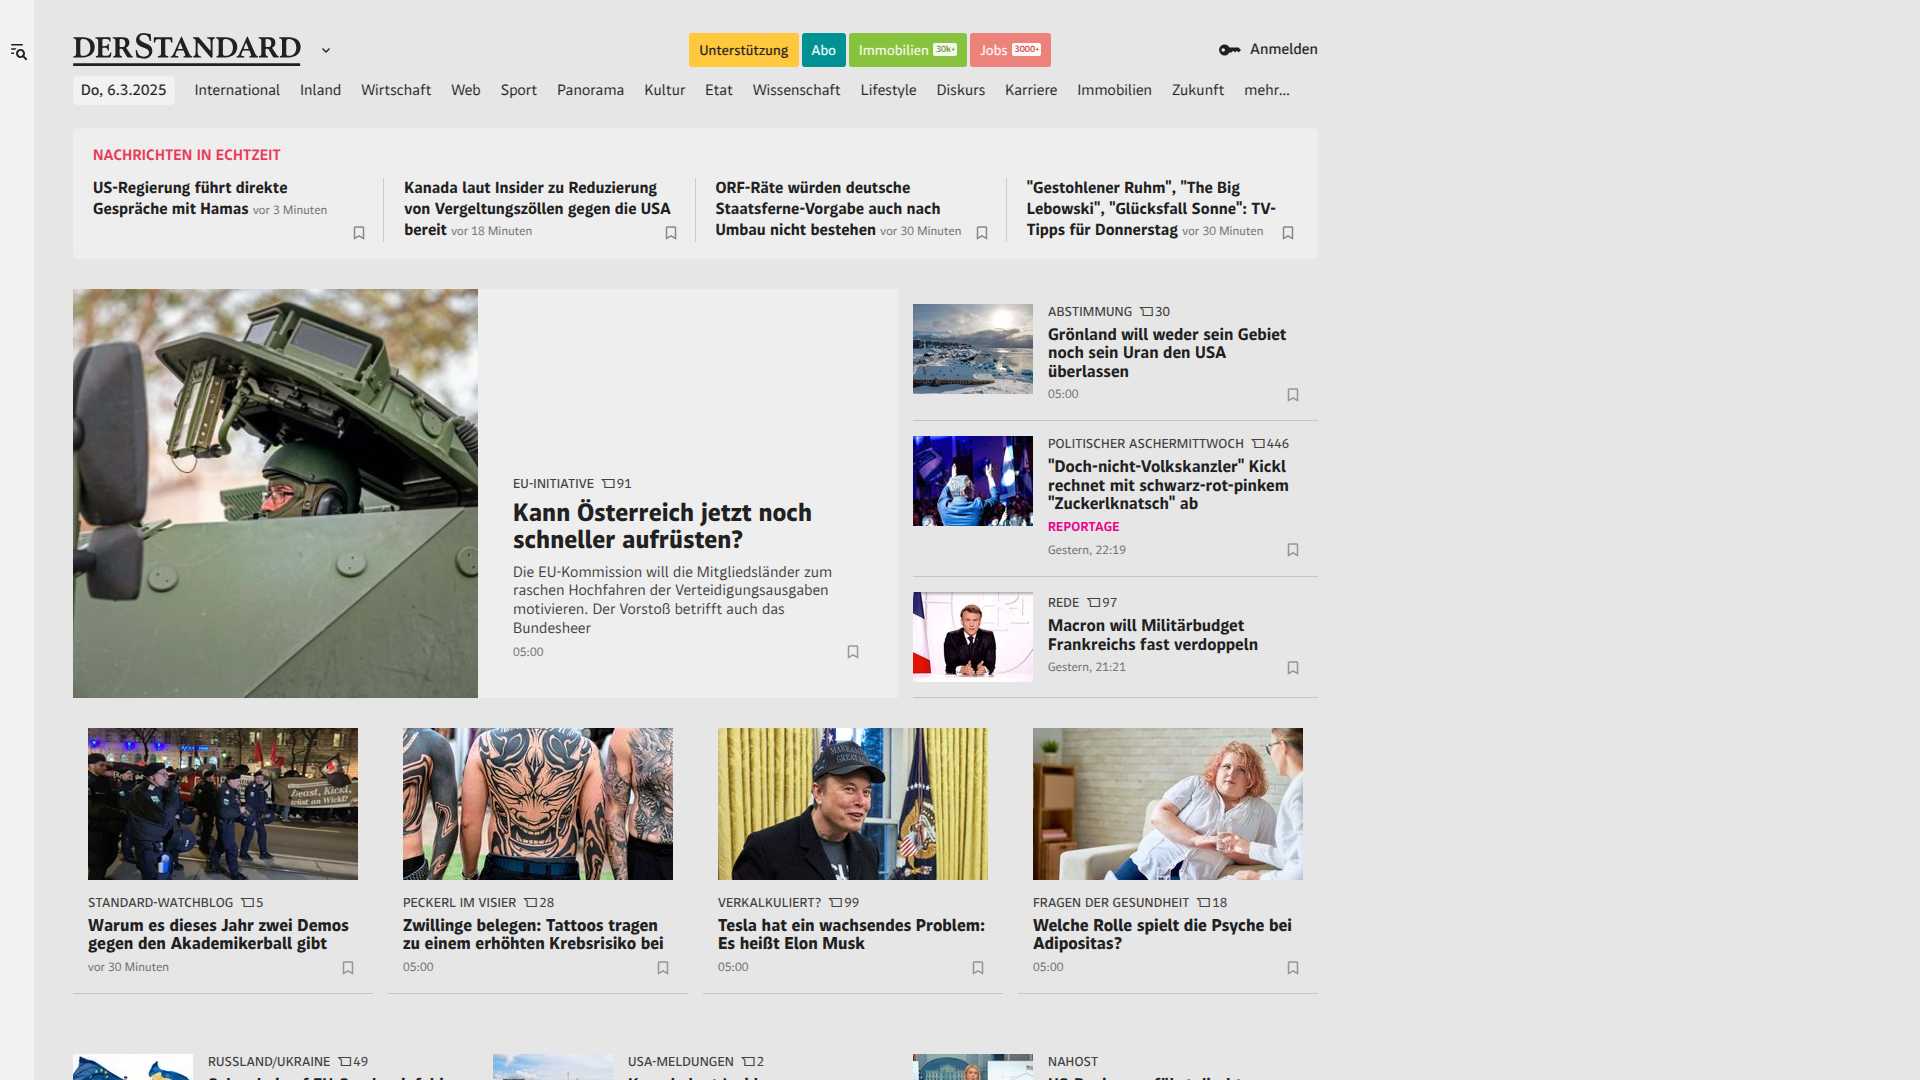 DERSTANDARD
Unterstützung
Abo
Immobilien 30k+
Jobs 3000+
Anmelden
Do, 6.3.2025
International
Inland
Wirtschaft
Web
Sport
Panorama
Kultur
Etat
Wissenschaft
Lifestyle
Diskurs
Karriere
Immobilien
Zukunft
mehr...
NACHRICHTEN IN ECHTZEIT
US-Regierung führt direkte
Gespräche mit Hamas vor 3 Minuten
Kanada laut Insider zu Reduzierung
von Vergeltungszöllen gegen die USA
bereit vor 18 Minuten
ORF-Räte würden deutsche
Staatsferne-Vorgabe auch nach
Umbau nicht bestehen vor 30 Minuten
"Gestohlener Ruhm", "The Big
Lebowski", "Glücksfall Sonne": TV-
Tipps für Donnerstag vor 30 Minuten
EU-INITIATIVE 91
Kann Österreich jetzt noch
schneller aufrüsten?
Die EU-Kommission will die Mitgliedsländer zum
raschen Hochfahren der Verteidigungsausgaben
motivieren. Der Vorstoß betrifft auch das
Bundesheer
05:00
ABSTIMMUNG 30
Grönland will weder sein Gebiet
noch sein Uran den USA
überlassen
05:00
POLITISCHER ASCHERMITTWOCH 446
"Doch-nicht-Volkskanzler" Kickl
rechnet mit schwarz-rot-pinkem
"Zuckerlknatsch" ab
REPORTAGE
Gestern, 22:19
REDE 97
Macron will Militärbudget
Frankreichs fast verdoppeln
Gestern, 21:21
STANDARD-WATCHBLOG 5
Warum es dieses Jahr zwei Demos
gegen den Akademikerball gibt
vor 30 Minuten
PECKERL IM VISIER 28
Zwillinge belegen: Tattoos tragen
zu einem erhöhten Krebsrisiko bei
05:00
VERKALKULIERT? 99
Tesla hat ein wachsendes Problem:
Es heißt Elon Musk
05:00
FRAGEN DER GESUNDHEIT 18
Welche Rolle spielt die Psyche bei
Adipositas?
05:00
RUSSLAND/UKRAINE 49
USA-MELDUNGEN 2
NAHOST